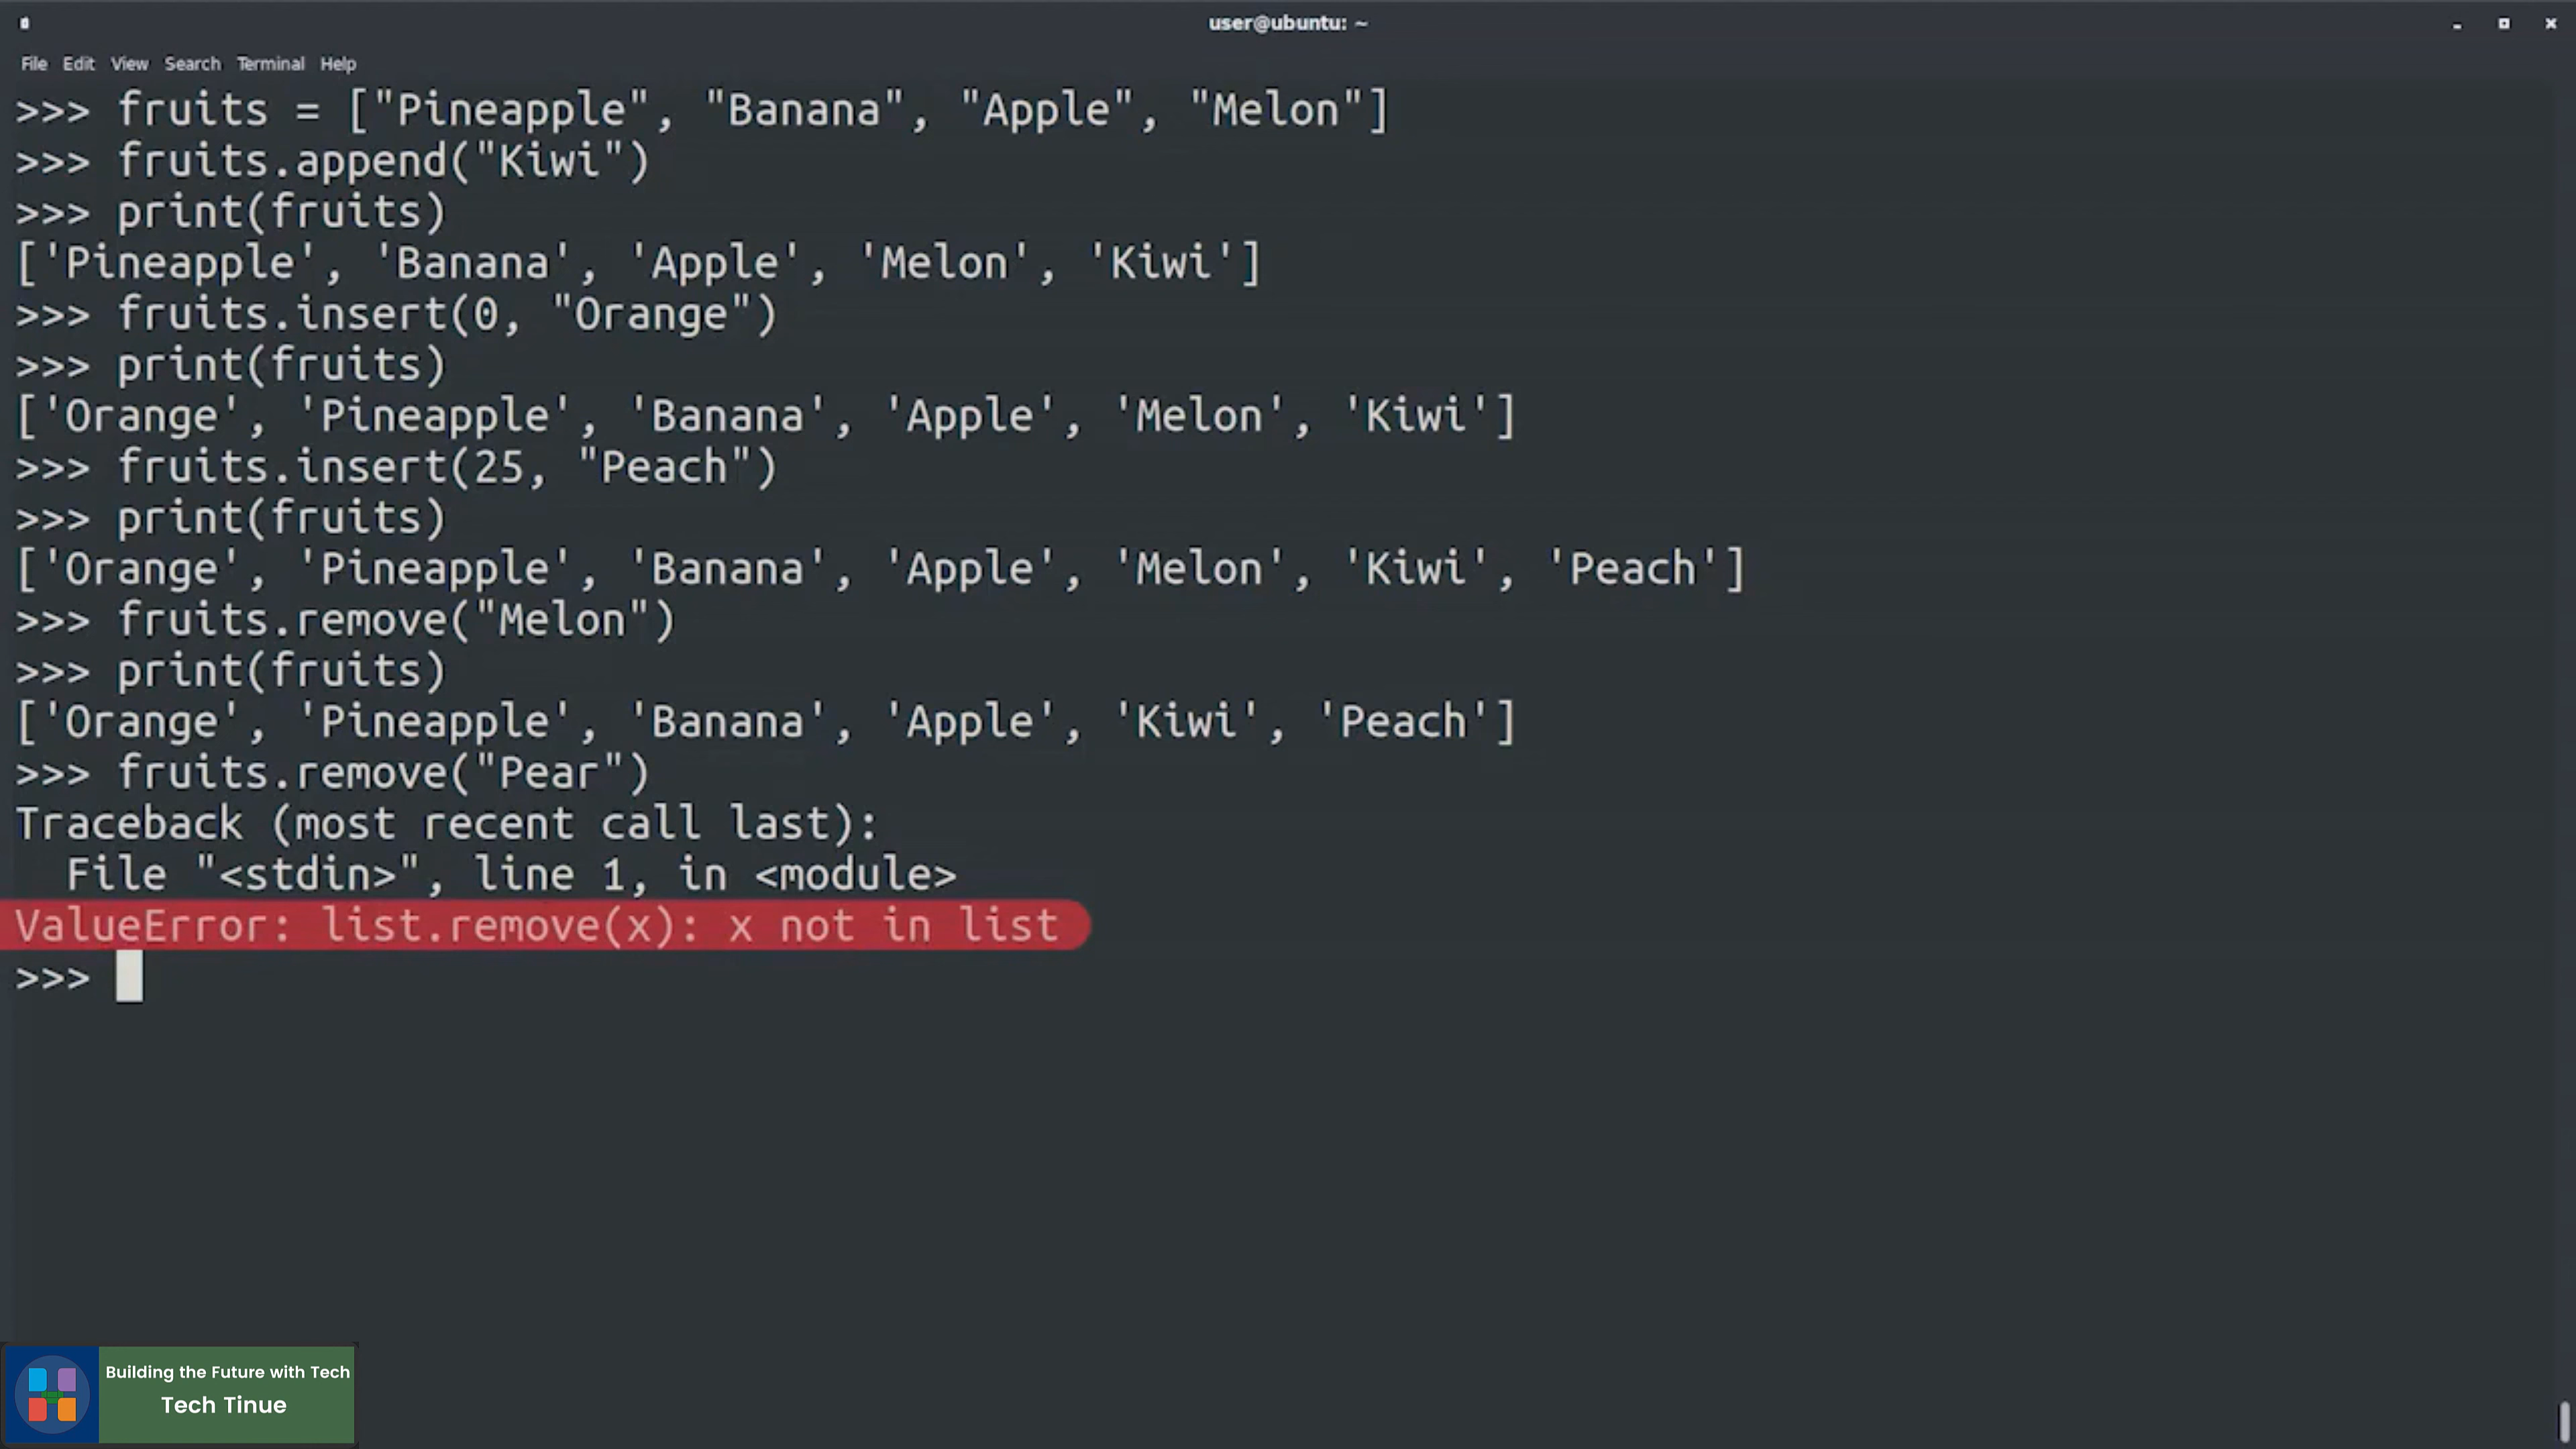 user@ubuntu: ~
File Edit View Search Terminal Help
>>> fruits = ["Pineapple", "Banana", "Apple", "Melon"]
>>> fruits.append("Kiwi")
>>> print(fruits)
['Pineapple', 'Banana', 'Apple', 'Melon', 'Kiwi']
>>> fruits.insert(0, "Orange")
>>> print(fruits)
['Orange', 'Pineapple', 'Banana', 'Apple', 'Melon', 'Kiwi']
>>> fruits.insert(25, "Peach")
>>> print(fruits)
['Orange', 'Pineapple', 'Banana', 'Apple', 'Melon', 'Kiwi', 'Peach']
>>> fruits.remove("Melon")
>>> print(fruits)
['Orange', 'Pineapple', 'Banana', 'Apple', 'Kiwi', 'Peach']
>>> fruits.remove("Pear")
Traceback (most recent call last):
  File "<stdin>", line 1, in <module>
ValueError: list.remove(x): x not in list
>>>
Building the Future with Tech
Tech Tinue